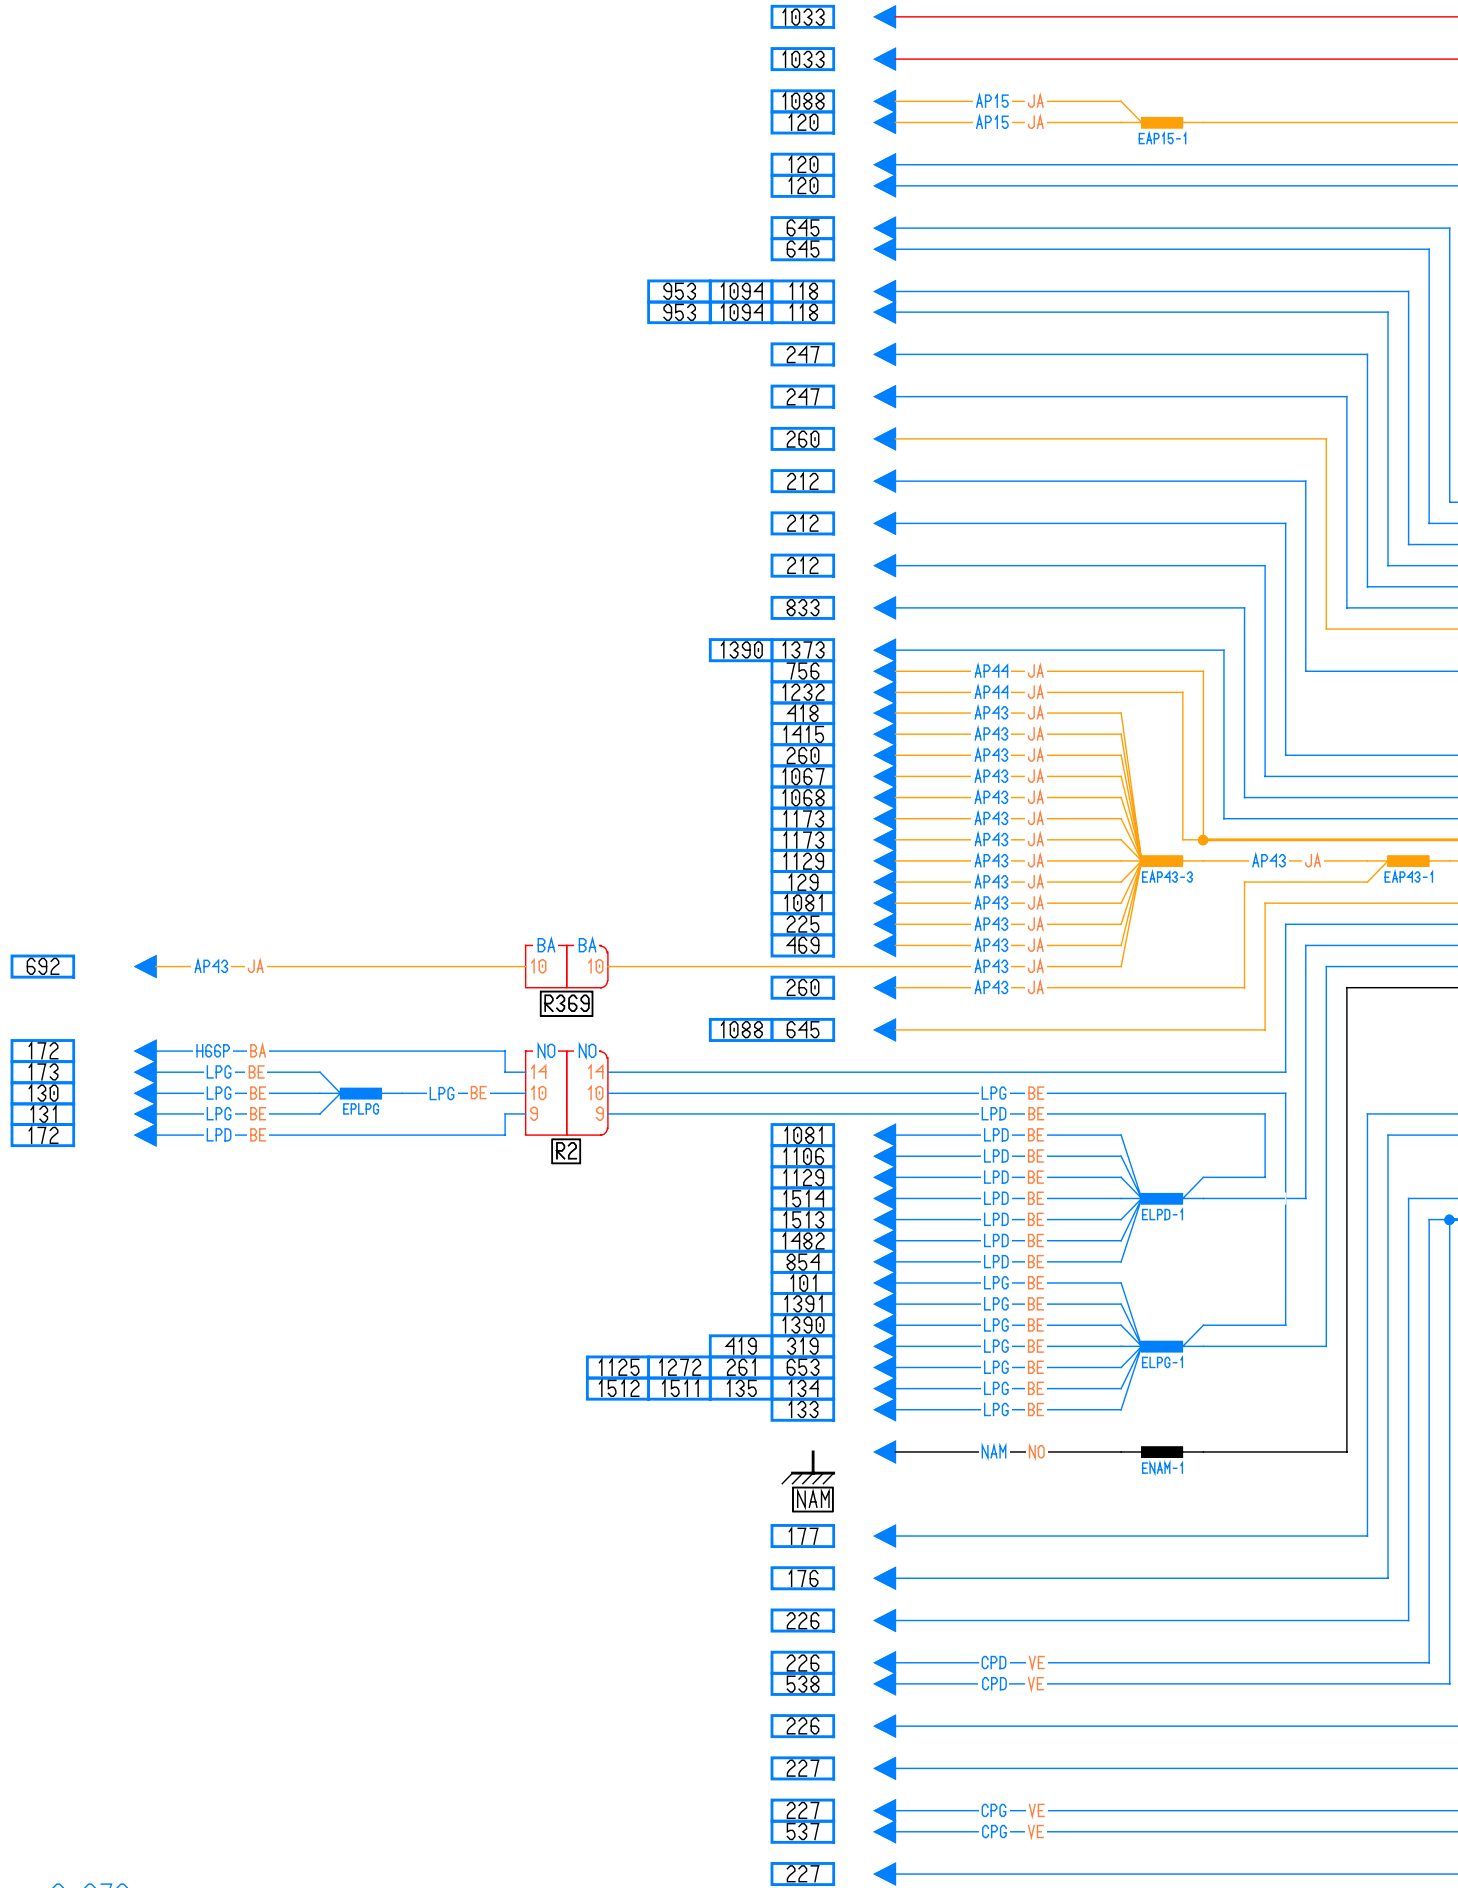 1033
1033
1088 AP15 JA
120 AP15 JA
EAP15-1
120
120
645
645
953 1094 118
953 1094 118
247
247
260
212
212
212
833
1390 1373
756 AP44 JA
1232 AP44 JA
418 AP43 JA
1415 AP43 JA
260 AP43 JA
1067 AP43 JA
1068 AP43 JA
1173 AP43 JA
1173 AP43 JA
1129 AP43 JA AP43 JA
129 AP43 JA EAP43-3 EAP43-1
1081 AP43 JA
225 AP43 JA
BA BA 469 AP43 JA
692 AP43 JA 10 10 AP43 JA
R369 260 AP43 JA
1088 645
172 H66P BA NO NO
173 LPG BE 14 14
130 LPG BE LPG BE 10 10 LPG BE
131 LPG BE EPLPG 9 9 LPD BE
172 LPD BE 1081 LPD BE
R2 1106 LPD BE
1129 LPD BE
1514 LPD BE
1513 LPD BE ELPD-1
1482 LPD BE
854 LPD BE
101 LPG BE
1391 LPG BE
1390 LPG BE
419 319 LPG BE
1125 1272 261 653 LPG BE ELPG-1
1512 1511 135 134 LPG BE
133 LPG BE
NAM NO
ENAM-1
NAM
177
176
226
226 CPD VE
538 CPD VE
226
227
227 CPG VE
537 CPG VE
227